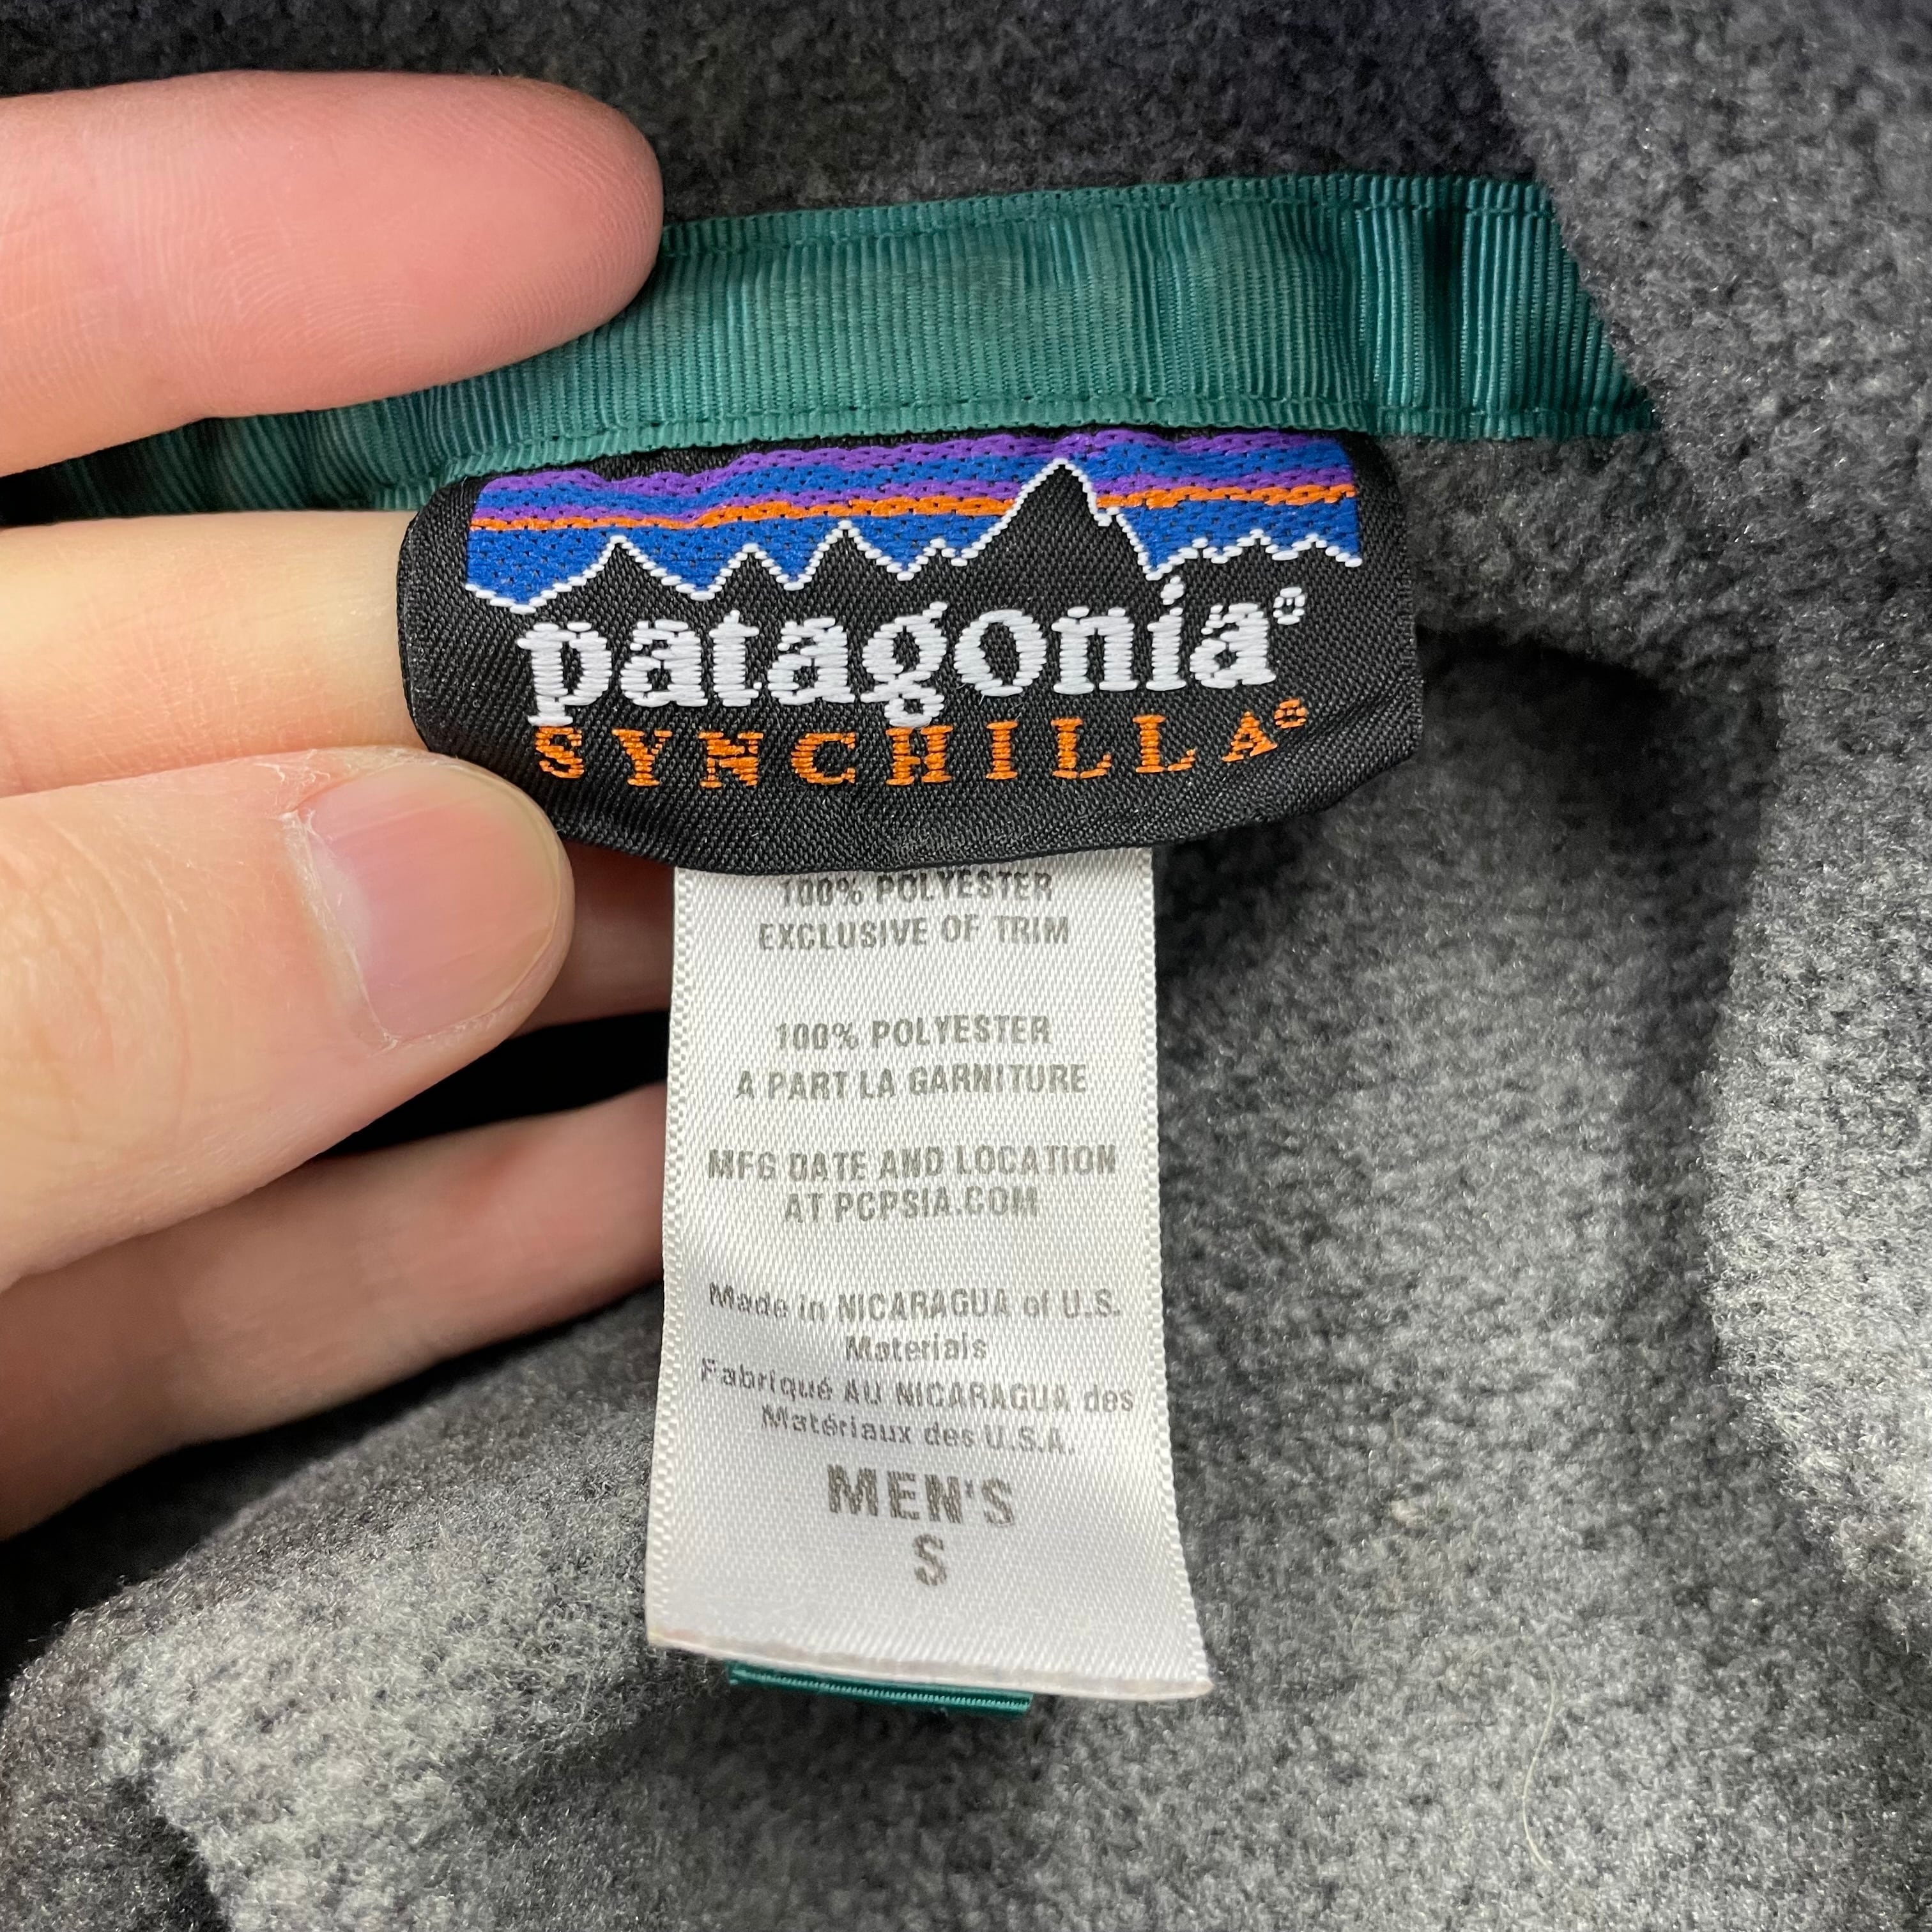 patagonia®
SYNCHILLA®
100% POLYESTER
EXCLUSIVE OF TRIM
100% POLYESTER
A PART LA GARNITURE
MFG DATE AND LOCATION
AT PCPSIA.COM
Made in NICARAGUA of U.S.
Materials
Fabriqué AU NICARAGUA des
Matériaux des U.S.A.
MEN'S
S